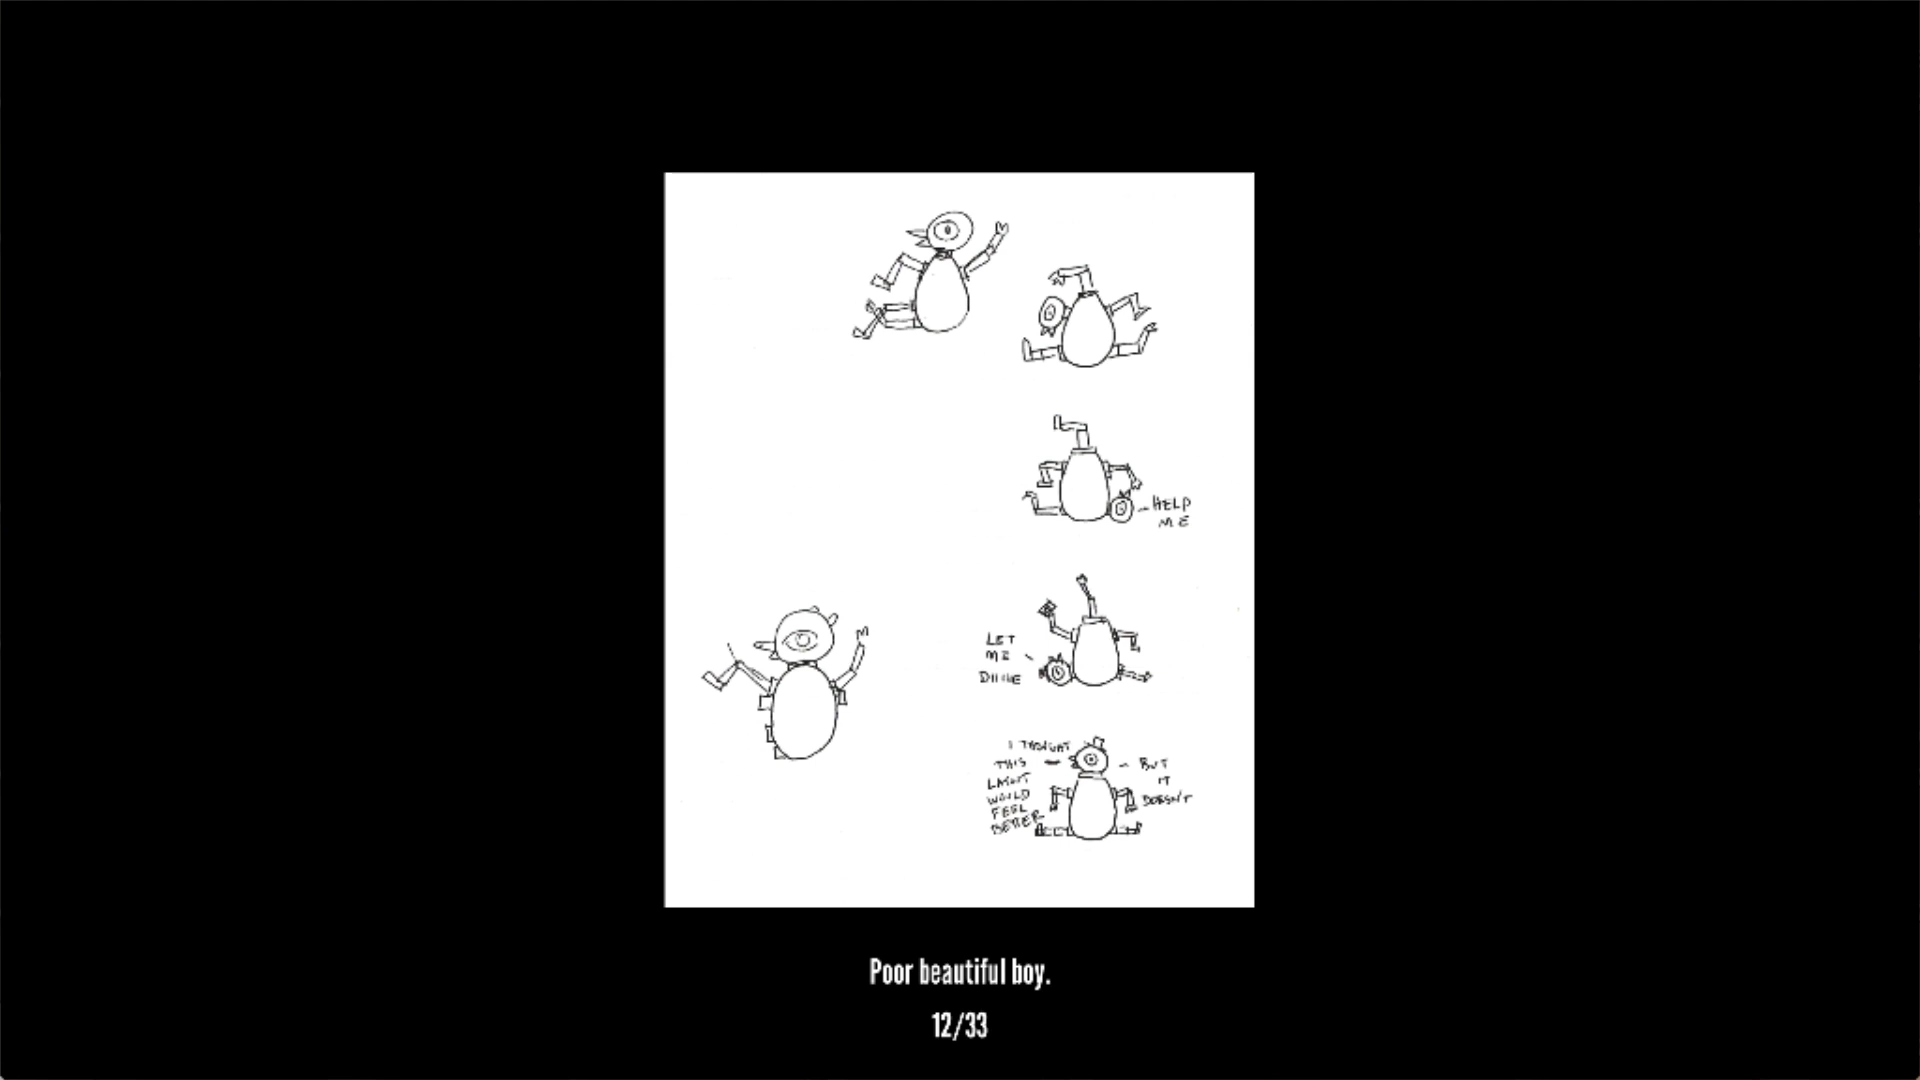 HELP
ME
LET
ME
I THOUGHT
THIS
WOULD
FEEL
BETTER
BUT
IT
DOESN'T
Poor beautiful boy.
12/33